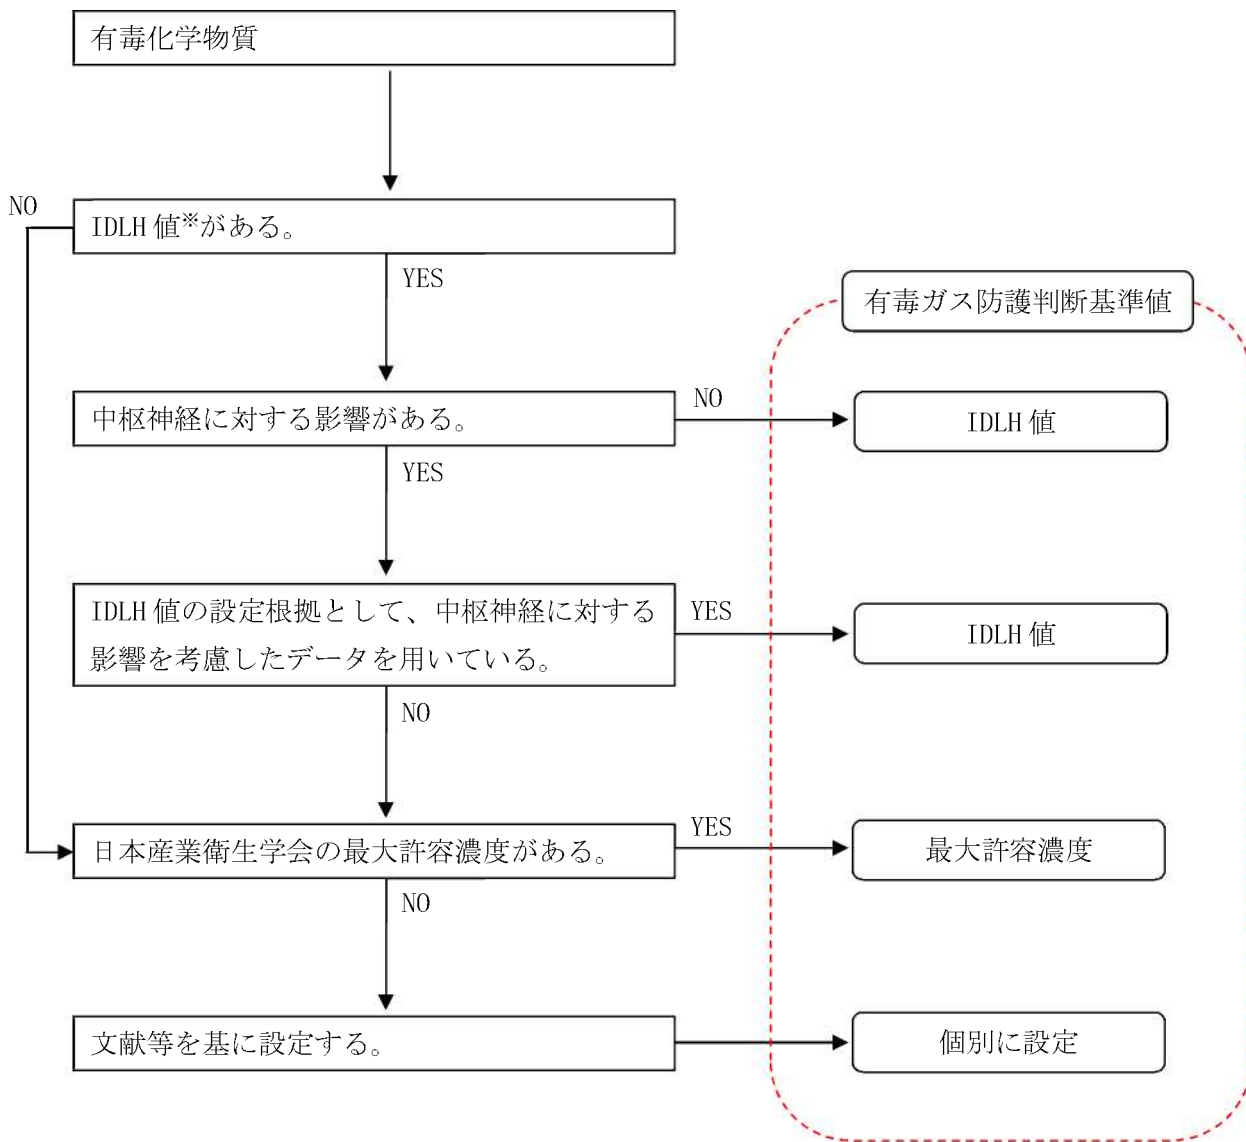 有毒化学物質
NO
IDLH 値※がある。
YES
有毒ガス防護判断基準値
中枢神経に対する影響がある。
NO
IDLH 値
YES
IDLH 値の設定根拠として、中枢神経に対する
影響を考慮したデータを用いている。
YES
IDLH 値
NO
日本産業衛生学会の最大許容濃度がある。
YES
最大許容濃度
NO
文献等を基に設定する。
個別に設定